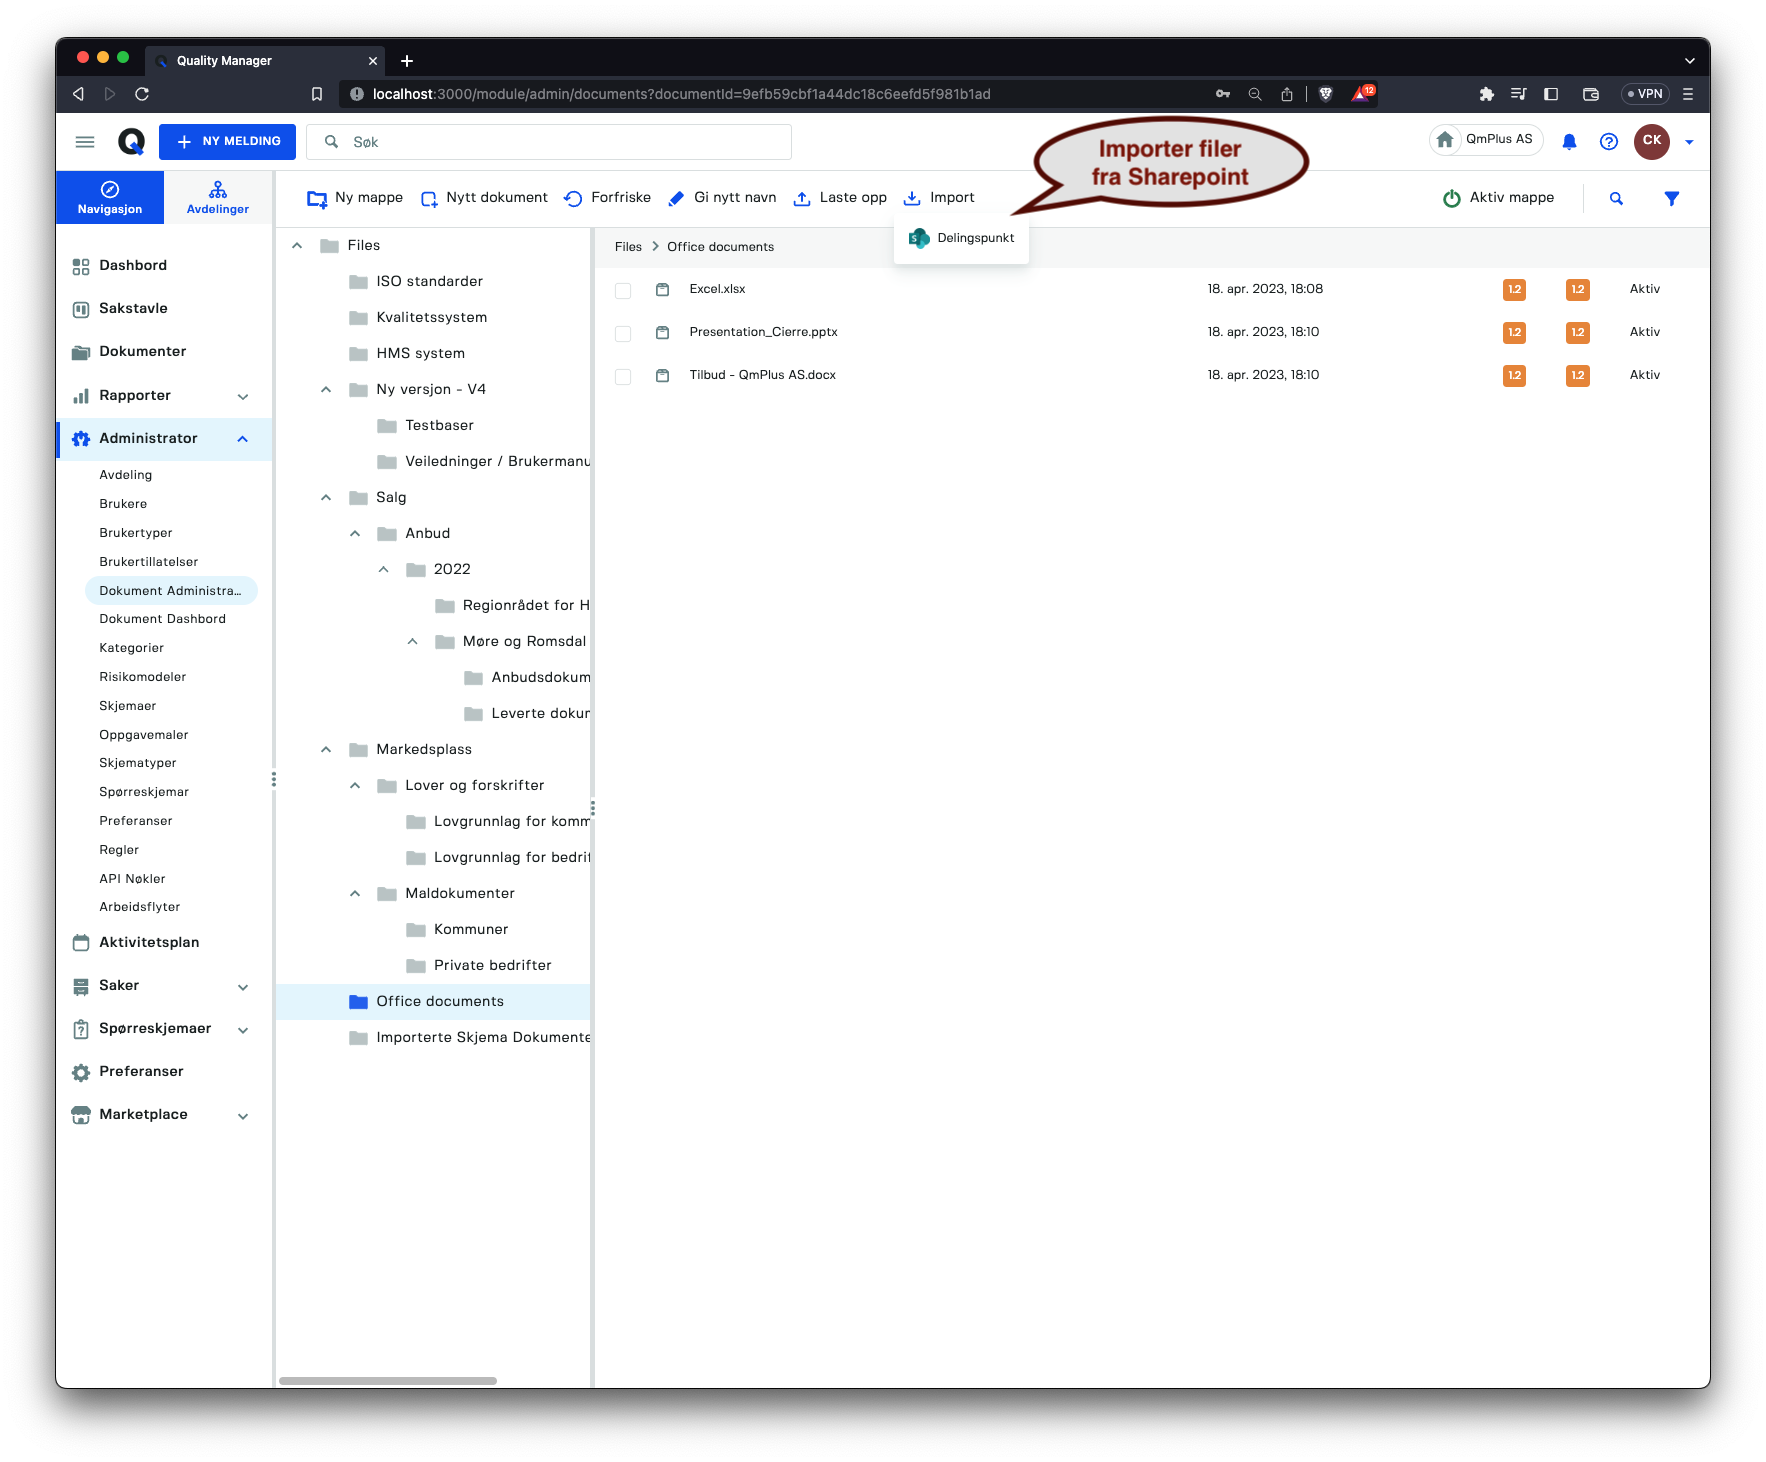 Quality Manager
localhost:3000/module/admin/documents?documentId=9efb59cbf1a44dc18c6eefd5f981b1ad
12
VPN
NY MELDING
Søk
Importer filer
fra Sharepoint
QmPlus AS
CK
Navigasjon
Avdelinger
Ny mappe
Nytt dokument
Forfriske
Gi nytt navn
Laste opp
Import
Aktiv mappe
Delingspunkt
Dashbord
Sakstavle
Dokumenter
Rapporter
Administrator
Avdeling
Brukere
Brukertyper
Brukertillatelser
Dokument Administra...
Dokument Dashbord
Kategorier
Risikomodeler
Skjemaer
Oppgavemaler
Skjematyper
Spørreskjemar
Preferanser
Regler
API Nøkler
Arbeidsflyter
Aktivitetsplan
Saker
Spørreskjemaer
Preferanser
Marketplace
Files
ISO standarder
Kvalitetssystem
HMS system
Ny versjon - V4
Testbaser
Veiledninger / Brukermanu
Salg
Anbud
2022
Regionrådet for H
Møre og Romsdal
Anbudsdokum
Leverte dokur
Markedsplass
Lover og forskrifter
Lovgrunnlag for komm
Lovgrunnlag for bedrif
Maldokumenter
Kommuner
Private bedrifter
Office documents
Importerte Skjema Dokumente
Files > Office documents
Excel.xlsx 18. apr. 2023, 18:08 1.2 1.2 Aktiv
Presentation_Cierre.pptx 18. apr. 2023, 18:10 1.2 1.2 Aktiv
Tilbud - QmPlus AS.docx 18. apr. 2023, 18:10 1.2 1.2 Aktiv